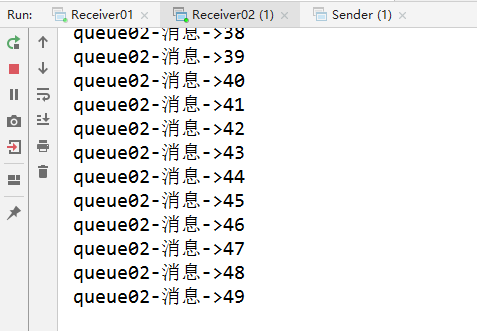 Run: Receiver01 Receiver02 (1) Sender (1)
queue02-消息->38
queue02-消息->39
queue02-消息->40
queue02-消息->41
queue02-消息->42
queue02-消息->43
queue02-消息->44
queue02-消息->45
queue02-消息->46
queue02-消息->47
queue02-消息->48
queue02-消息->49